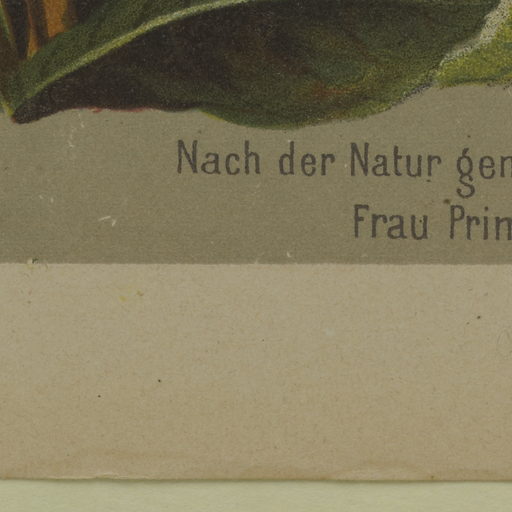 Nach der Natur gen
Frau Prin